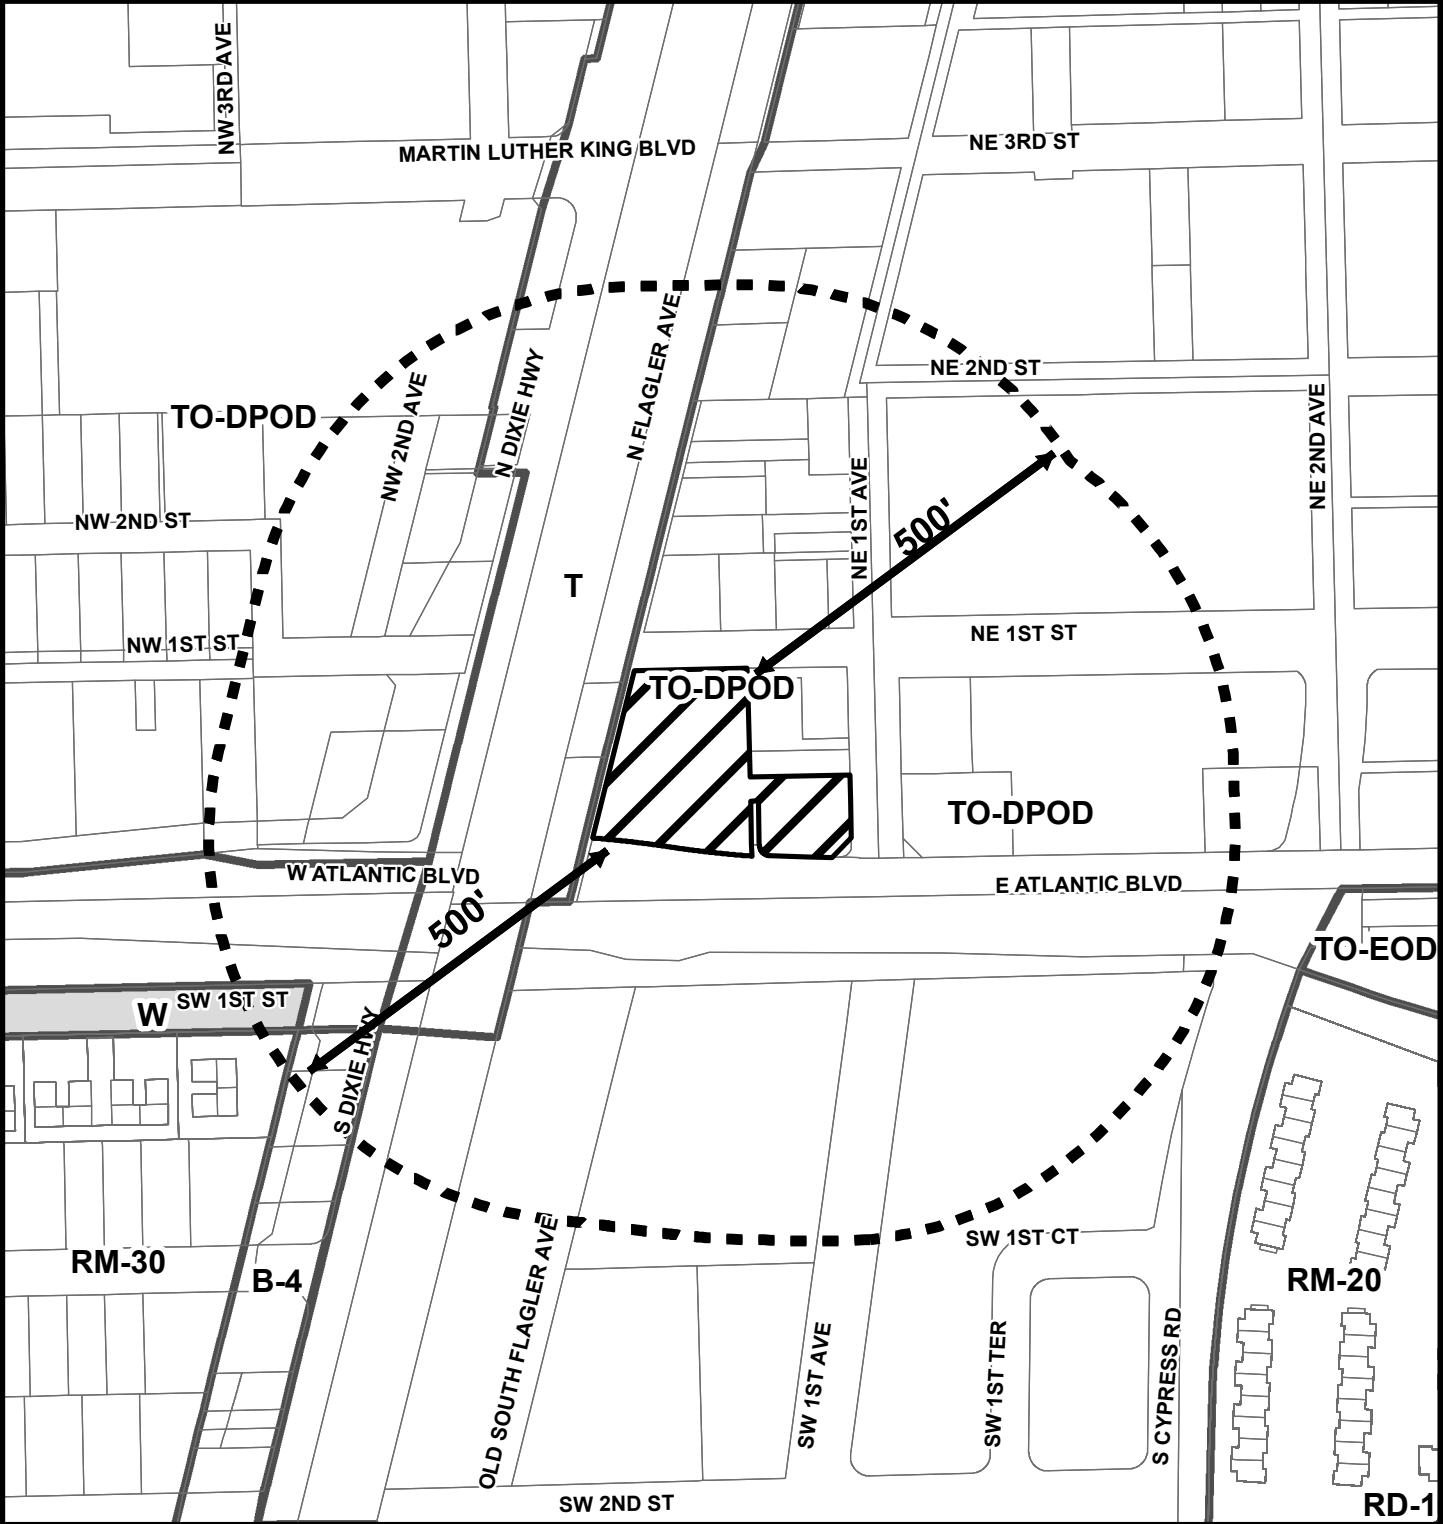 NW 3RD AVE
MARTIN LUTHER KING BLVD
NE 3RD ST
N FLAGLER AVE
NE 2ND ST
N DIXIE HWY
NW 2ND AVE
TO-DPOD
NE 2ND AVE
NE 1ST AVE
NW 2ND ST
500'
T
NW 1ST ST
NE 1ST ST
TO-DPOD
TO-DPOD
W ATLANTIC BLVD
E ATLANTIC BLVD
500'
TO-EOD
SW 1ST ST
W
S DIXIE HWY
SW 1ST CT
RM-30
B-4
RM-20
OLD SOUTH FLAGLER AVE
SW 1ST AVE
SW 1ST TER
S CYPRESS RD
SW 2ND ST
RD-1